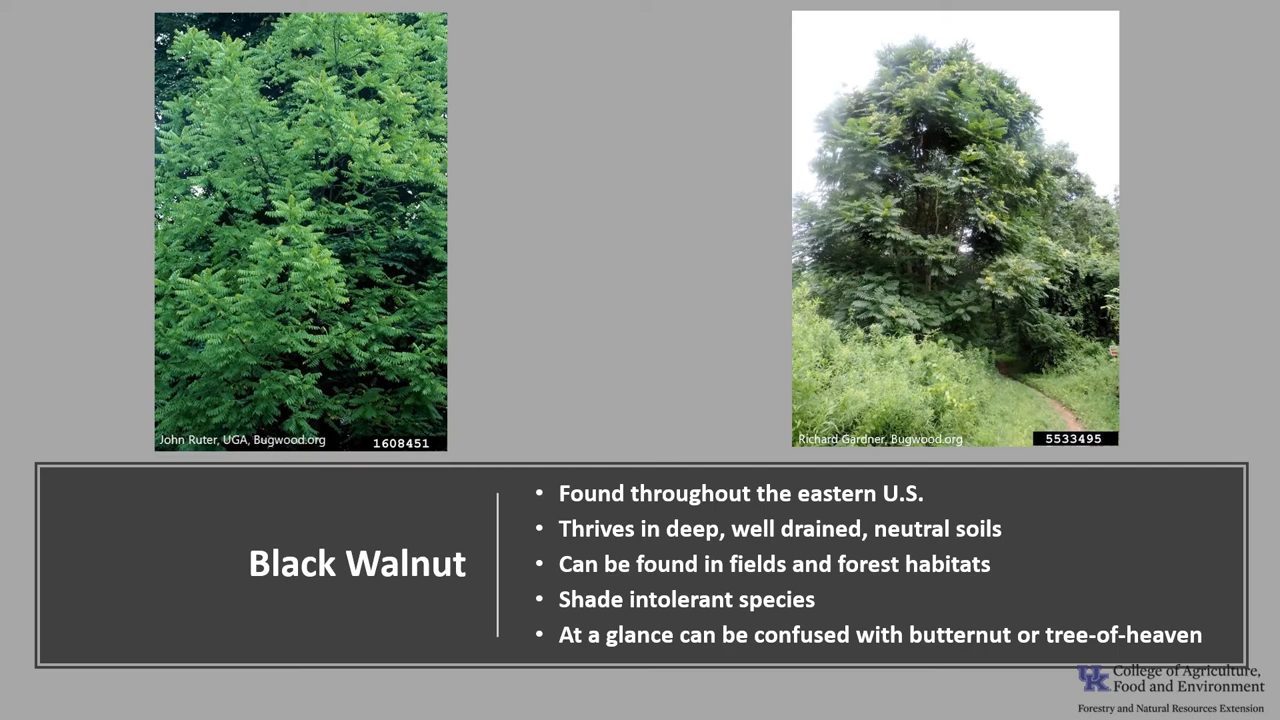 John Ruter, UGA, Bugwood.org
1608451
Richard Gardner, Bugwood.org
5533495
Black Walnut
• Found throughout the eastern U.S.
• Thrives in deep, well drained, neutral soils
• Can be found in fields and forest habitats
• Shade intolerant species
• At a glance can be confused with butternut or tree-of-heaven
UK
College of Agriculture,
Food and Environment
Forestry and Natural Resources Extension